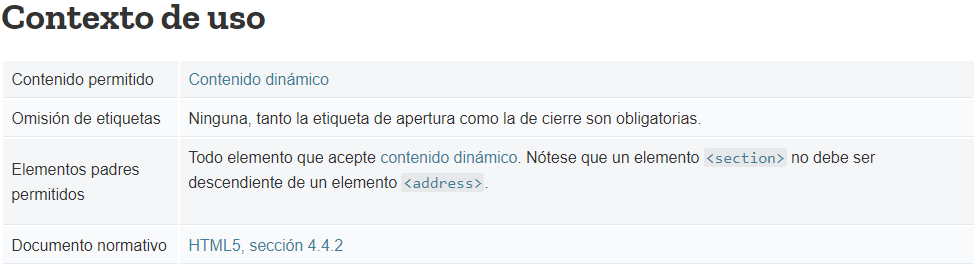 Contexto de uso
Contenido permitido
Contenido dinámico
Omisión de etiquetas
Ninguna, tanto la etiqueta de apertura como la de cierre son obligatorias.
Elementos padres
permitidos
Todo elemento que acepte contenido dinámico. Nótese que un elemento <section> no debe ser
descendiente de un elemento <address>.
Documento normativo
HTML5, sección 4.4.2